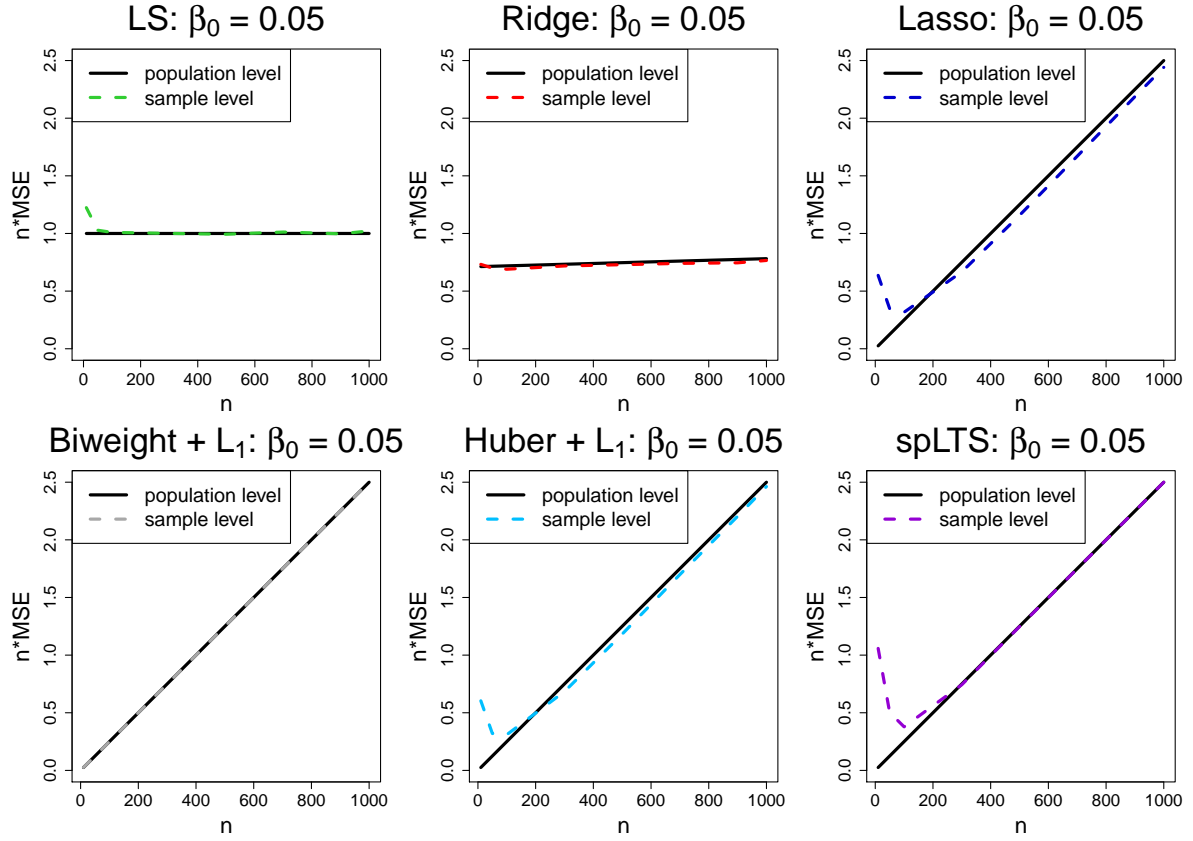 LS: β₀ = 0.05
population level
sample level
n*MSE
0.0 0.5 1.0 1.5 2.0 2.5
0 200 400 600 800 1000
n
Ridge: β₀ = 0.05
population level
sample level
n*MSE
0.0 0.5 1.0 1.5 2.0 2.5
0 200 400 600 800 1000
n
Lasso: β₀ = 0.05
population level
sample level
n*MSE
0.0 0.5 1.0 1.5 2.0 2.5
0 200 400 600 800 1000
n
Biweight + L₁: β₀ = 0.05
population level
sample level
n*MSE
0.0 0.5 1.0 1.5 2.0 2.5
0 200 400 600 800 1000
n
Huber + L₁: β₀ = 0.05
population level
sample level
n*MSE
0.0 0.5 1.0 1.5 2.0 2.5
0 200 400 600 800 1000
n
spLTS: β₀ = 0.05
population level
sample level
n*MSE
0.0 0.5 1.0 1.5 2.0 2.5
0 200 400 600 800 1000
n